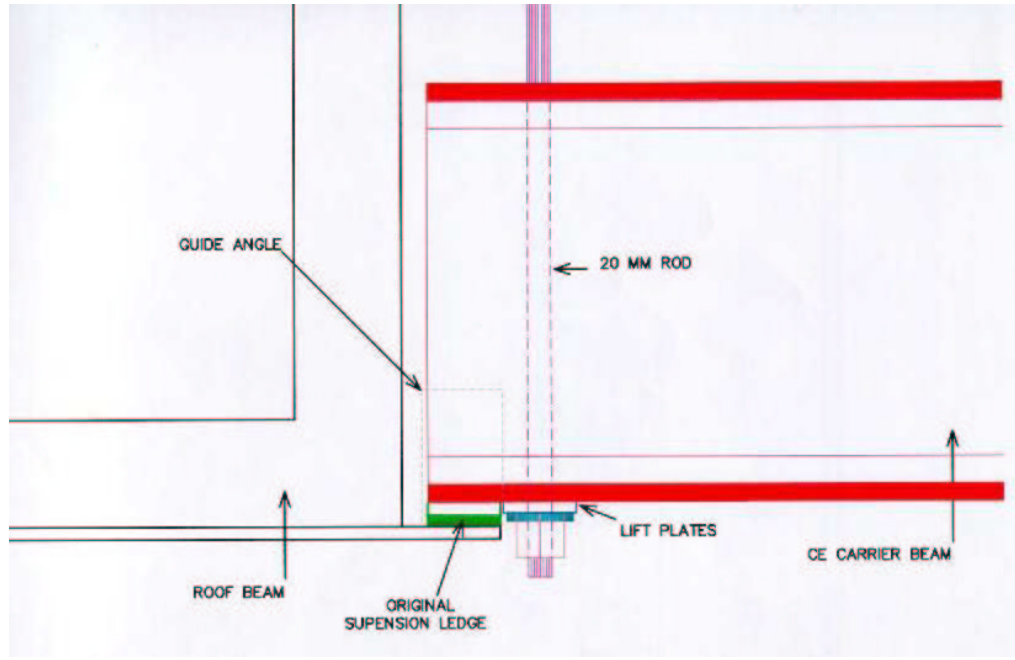 GUIDE ANGLE
20 MM ROD
LIFT PLATES
CE CARRIER BEAM
ROOF BEAM
ORIGINAL
SUPENSION LEDGE